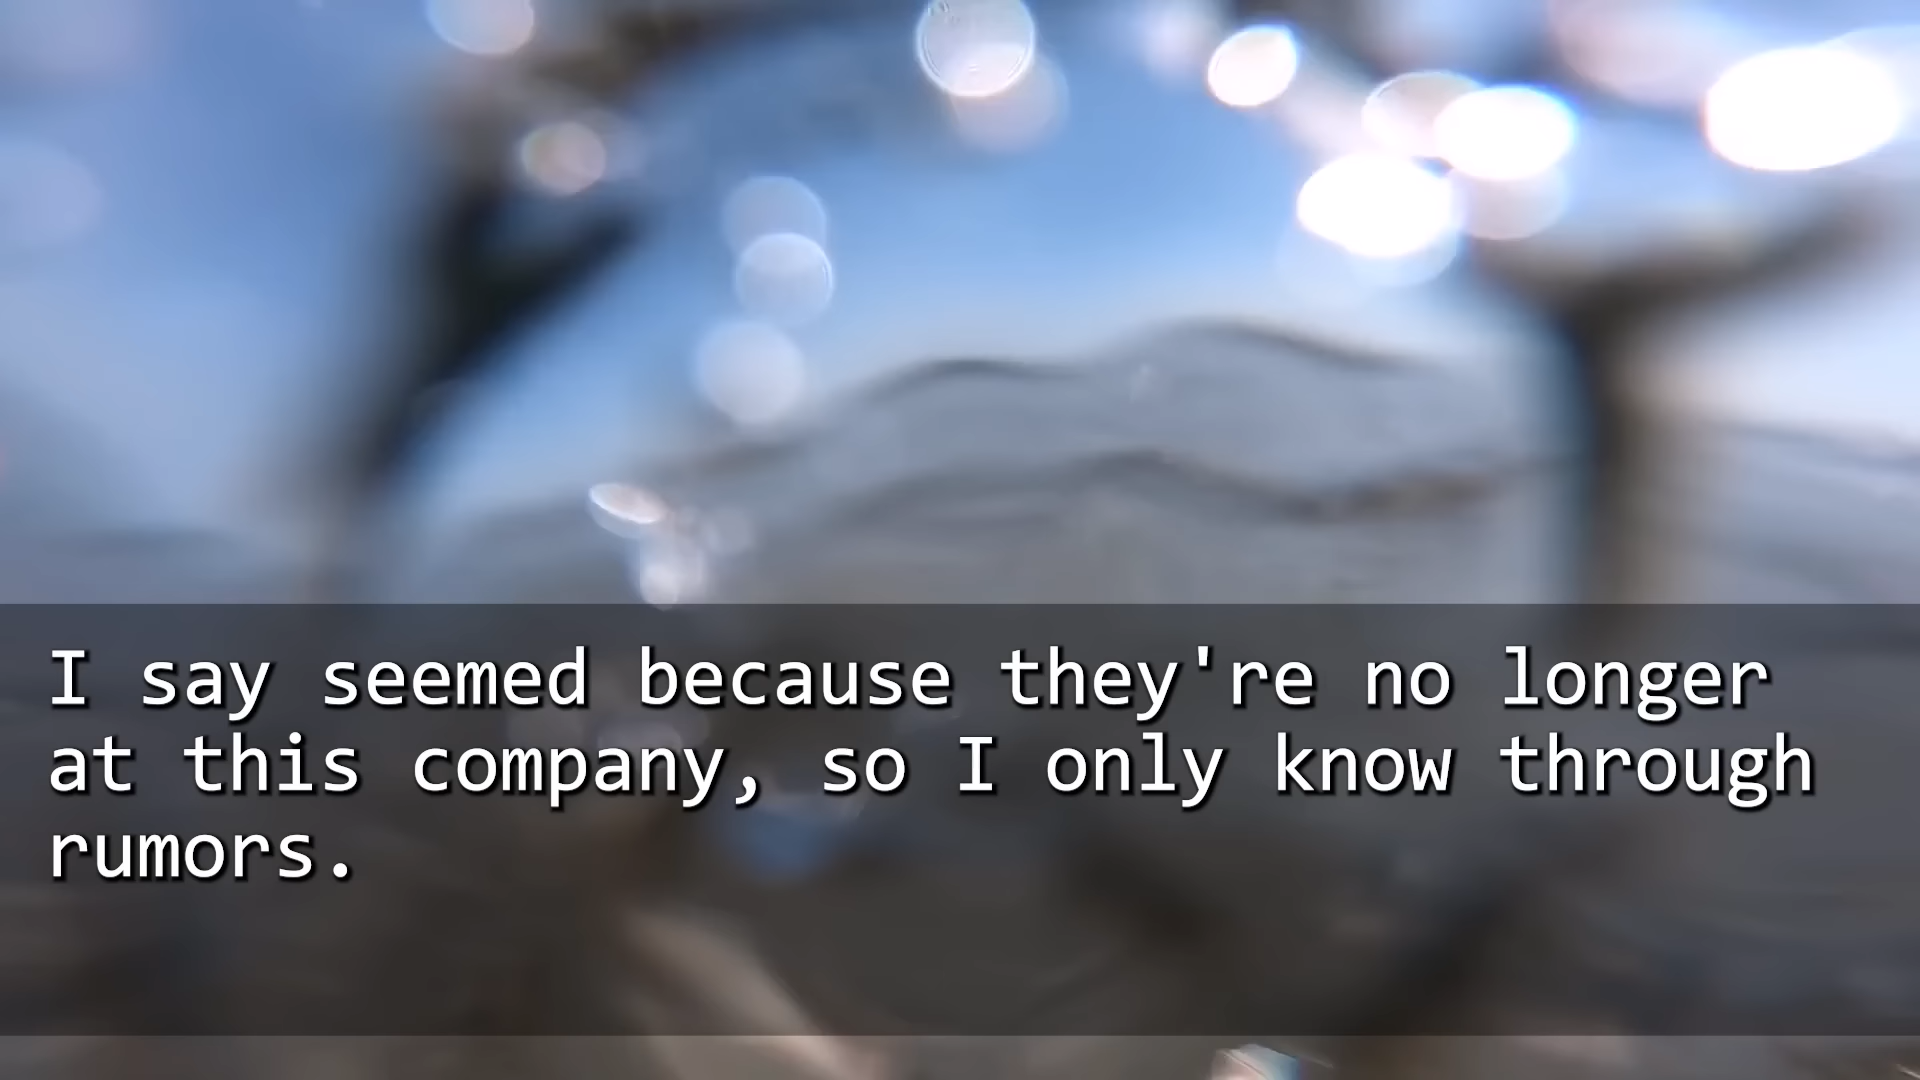 I say seemed because they're no longer
at this company, so I only know through
rumors.